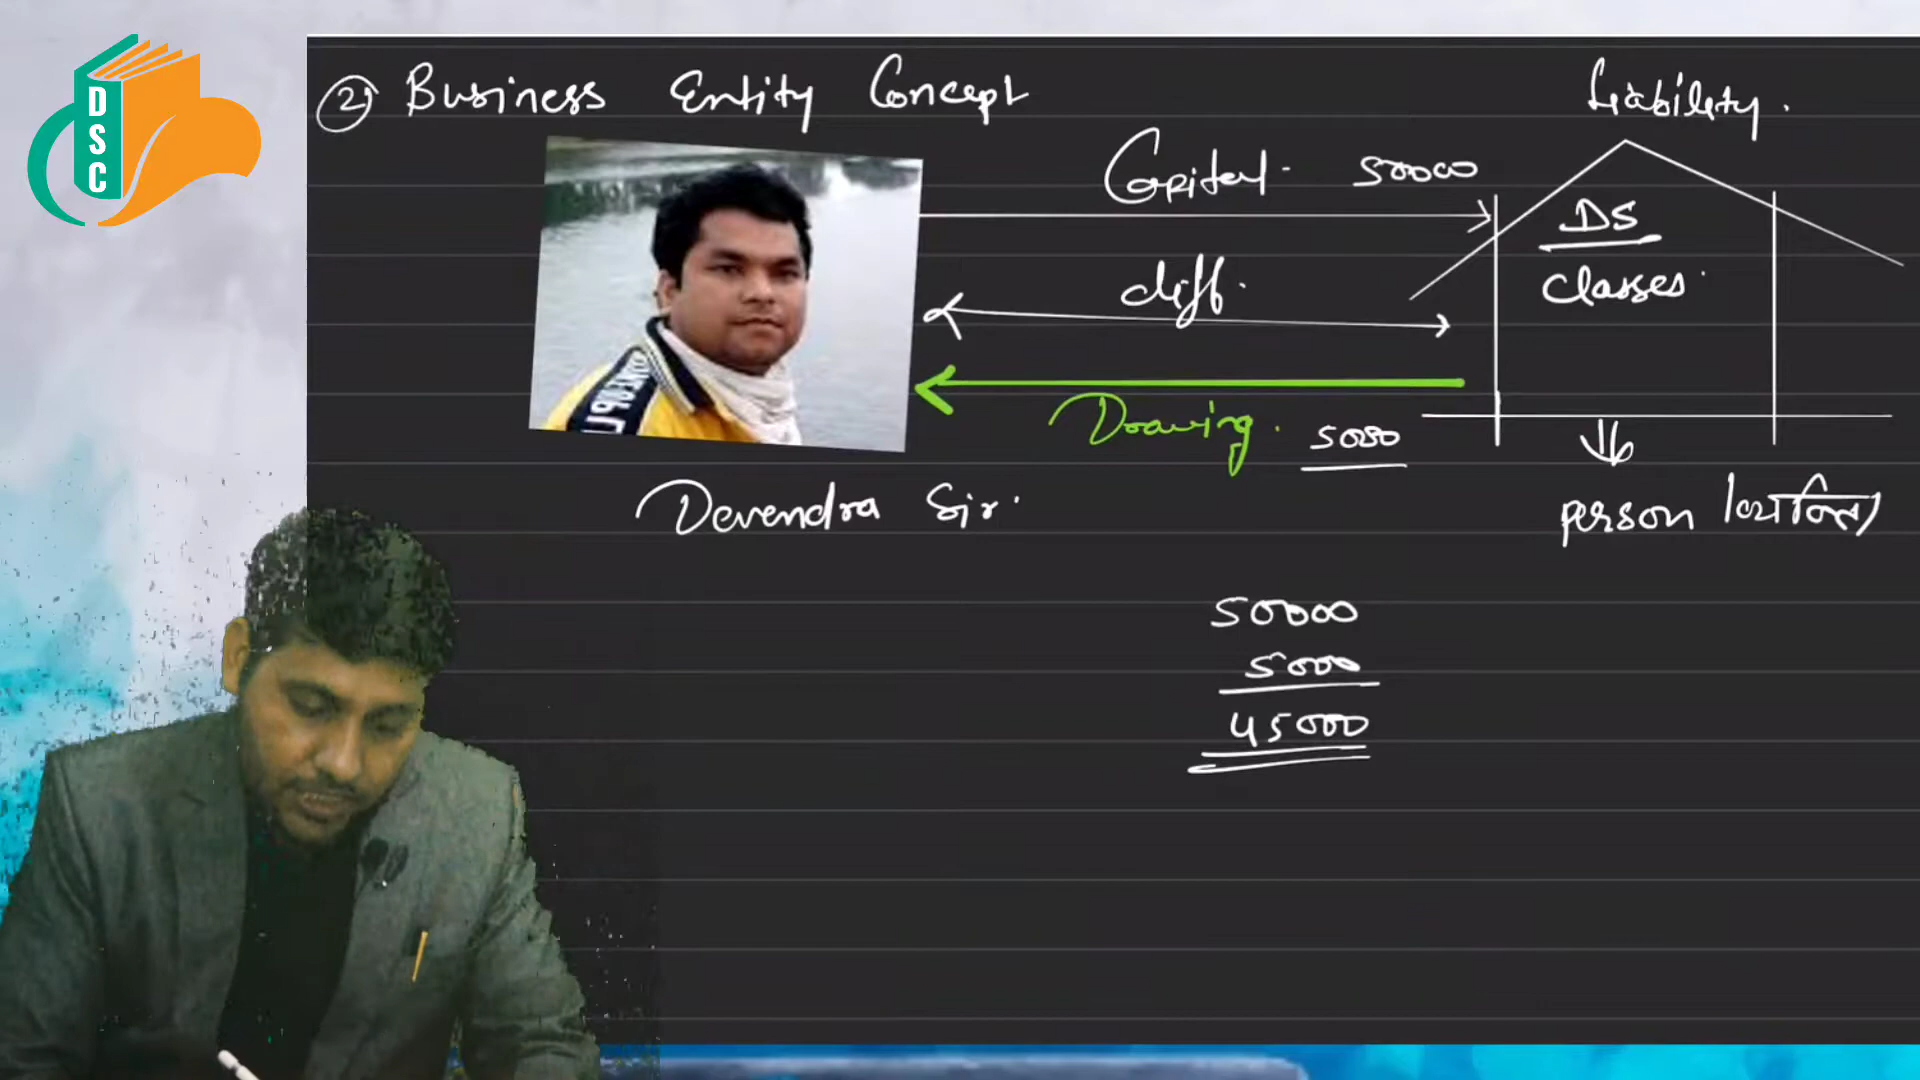 DSC
② Business Entity Concept
Liability.
Capital. 50000
DS
classes.
diff.
Drawing. 5000
Devendra Sir.
person
50000
5000
45000